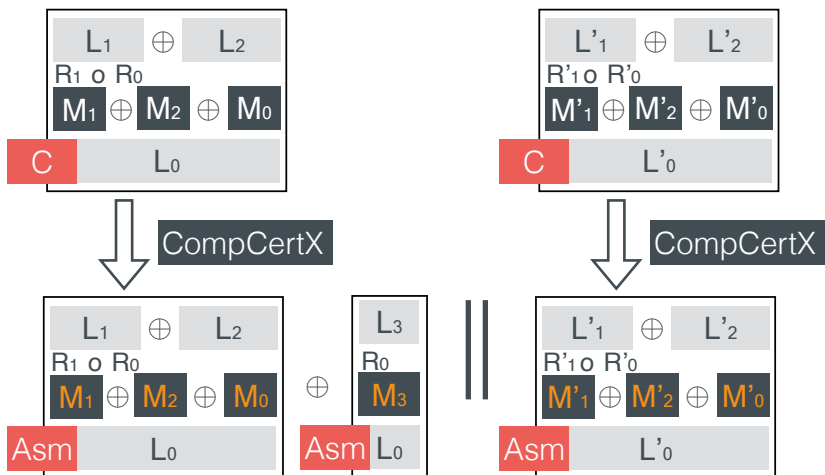 L1 ⊕ L2
R1 o R0
M1 ⊕ M2 ⊕ M0
C L0
CompCertX
L'1 ⊕ L'2
R'1 o R'0
M'1 ⊕ M'2 ⊕ M'0
C L'0
CompCertX
L1 ⊕ L2
R1 o R0
M1 ⊕ M2 ⊕ M0
Asm L0
⊕
L3
R0
M3
Asm L0
L'1 ⊕ L'2
R'1 o R'0
M'1 ⊕ M'2 ⊕ M'0
Asm L'0